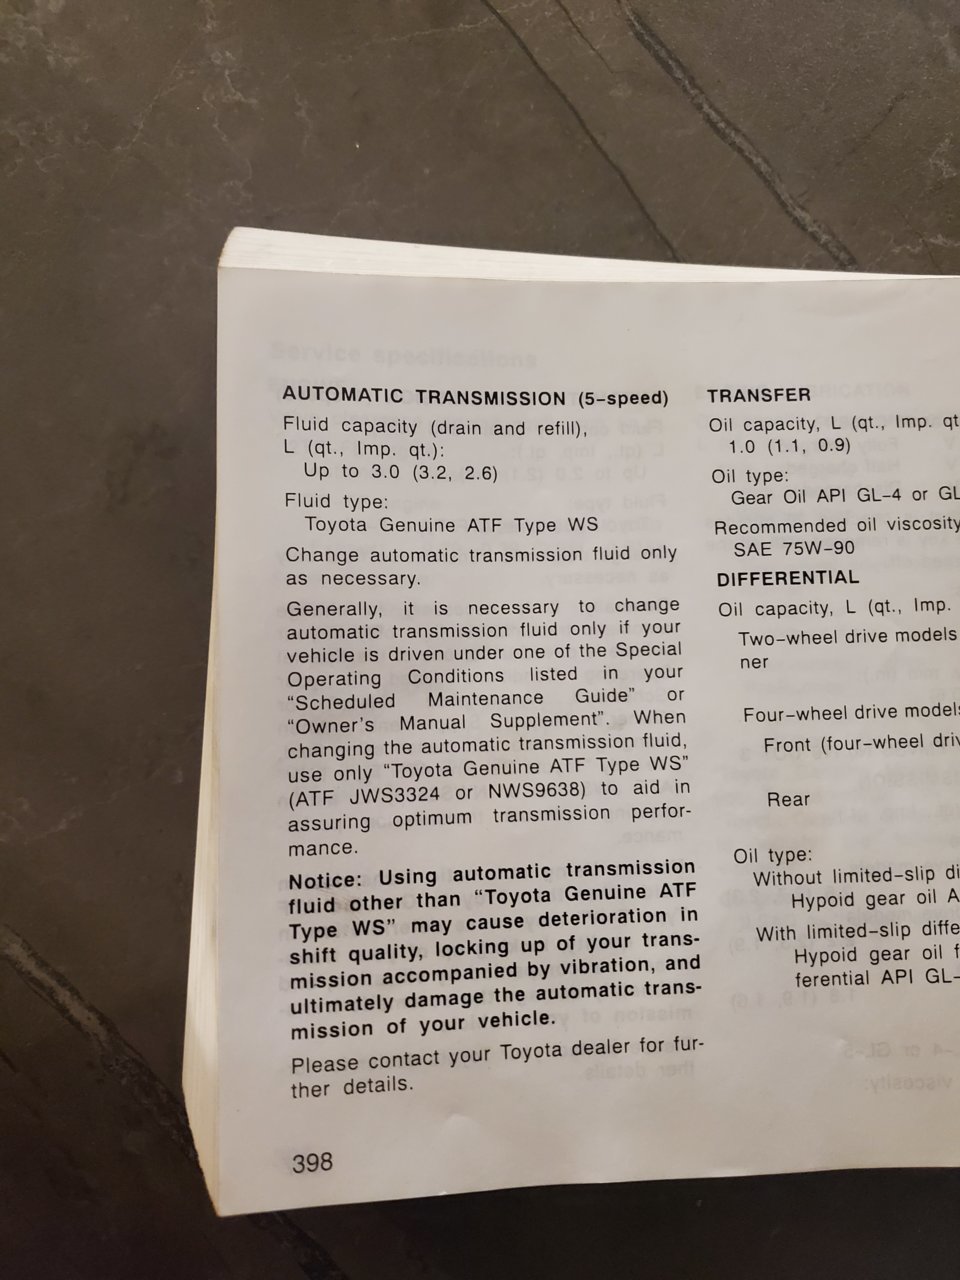 AUTOMATIC TRANSMISSION (5–speed)
Fluid capacity (drain and refill),
L (qt., Imp. qt.):
Up to 3.0 (3.2, 2.6)
Fluid type:
Toyota Genuine ATF Type WS
Change automatic transmission fluid only
as necessary.
Generally, it is necessary to change
automatic transmission fluid only if your
vehicle is driven under one of the Special
Operating Conditions listed in your
“Scheduled Maintenance Guide” or
“Owner’s Manual Supplement”. When
changing the automatic transmission fluid,
use only “Toyota Genuine ATF Type WS”
(ATF JWS3324 or NWS9638) to aid in
assuring optimum transmission perfor-
mance.
Notice: Using automatic transmission
fluid other than “Toyota Genuine ATF
Type WS” may cause deterioration in
shift quality, locking up of your trans-
mission accompanied by vibration, and
ultimately damage the automatic trans-
mission of your vehicle.
Please contact your Toyota dealer for fur-
ther details.
398
TRANSFER
Oil capacity, L (qt., Imp. qt
1.0 (1.1, 0.9)
Oil type:
Gear Oil API GL–4 or GL
Recommended oil viscosity
SAE 75W–90
DIFFERENTIAL
Oil capacity, L (qt., Imp.
Two–wheel drive models
ner
Four–wheel drive models
Front (four–wheel driv
Rear
Oil type:
Without limited–slip di
Hypoid gear oil A
With limited–slip diffe
Hypoid gear oil f
ferential API GL–